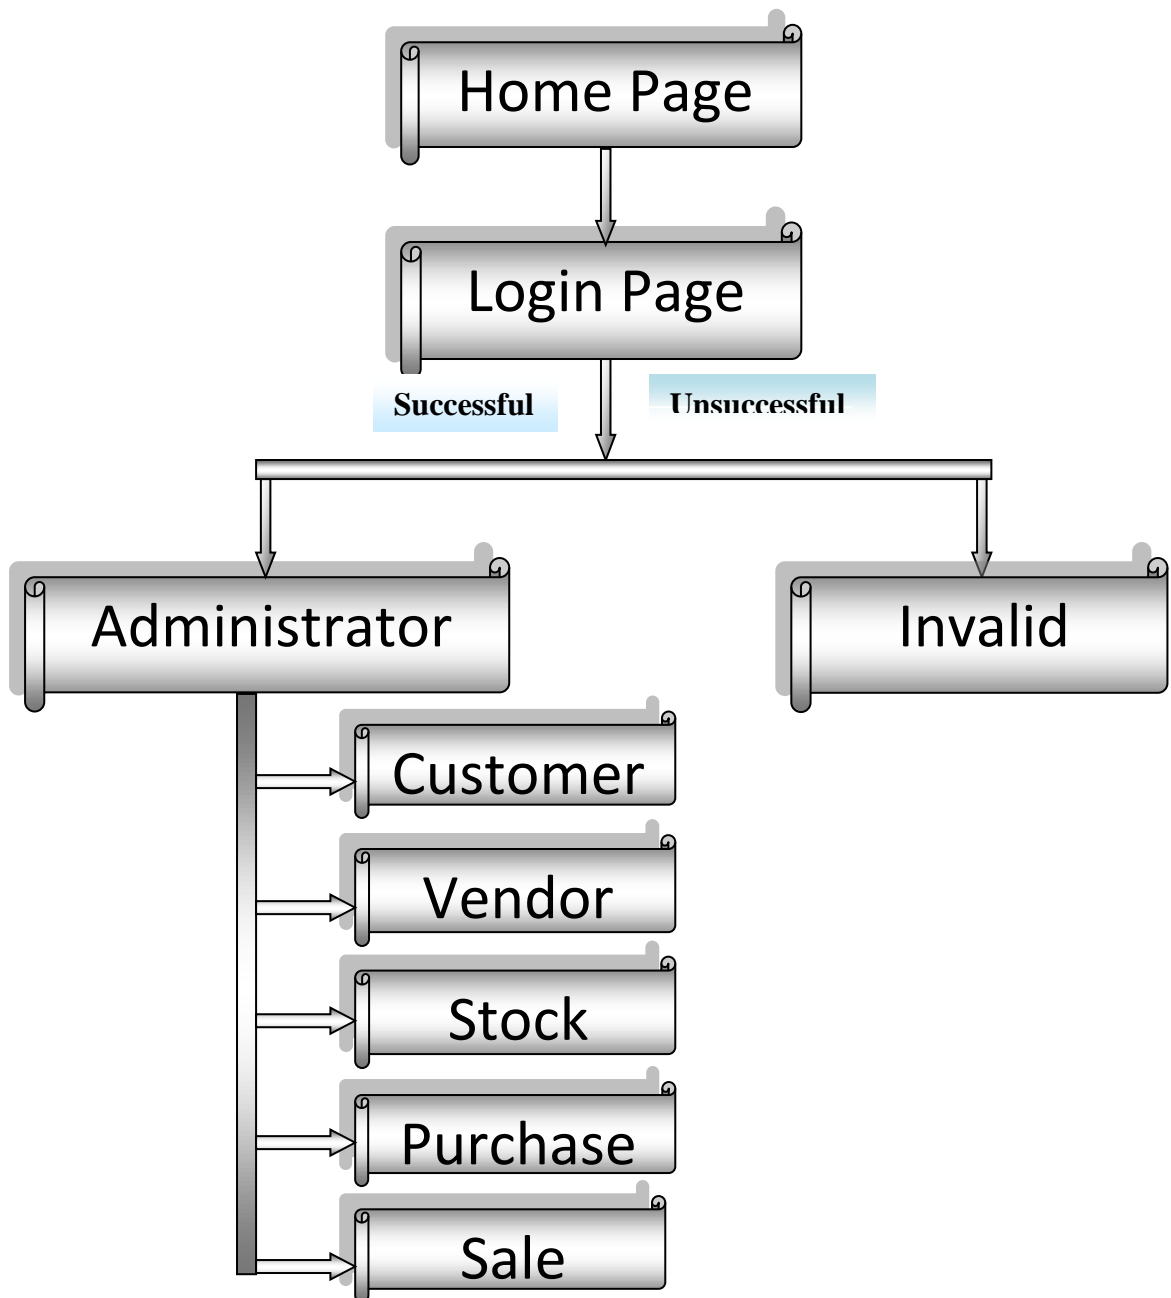 Home Page
Login Page
Successful
Unsuccessful
Administrator
Invalid
Customer
Vendor
Stock
Purchase
Sale